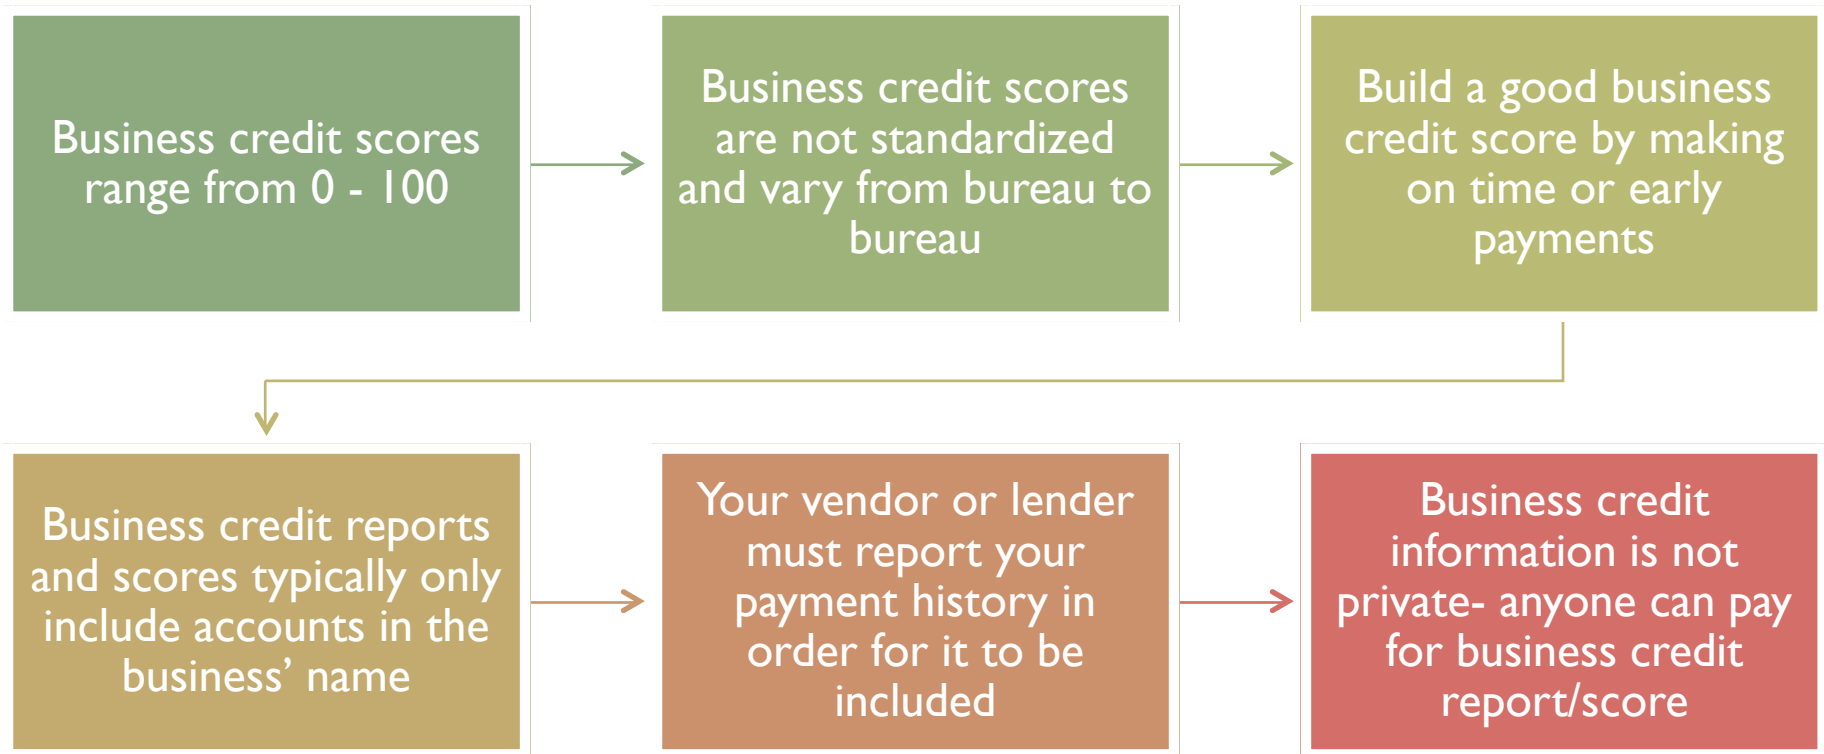 Business credit scores
range from 0 - 100
Business credit scores
are not standardized
and vary from bureau to
bureau
Build a good business
credit score by making
on time or early
payments
Business credit reports
and scores typically only
include accounts in the
business’ name
Your vendor or lender
must report your
payment history in
order for it to be
included
Business credit
information is not
private- anyone can pay
for business credit
report/score